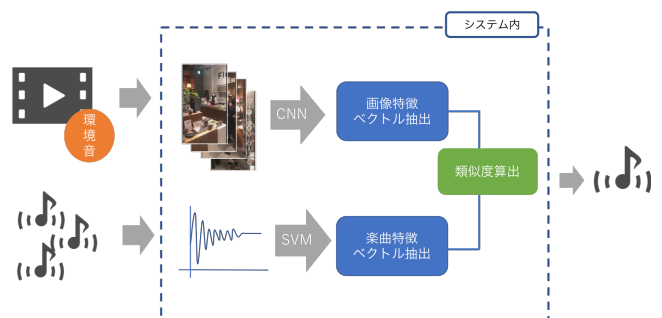 システム内
環
境
音
CNN
画像特徴
ベクトル抽出
類似度算出
SVM
楽曲特徴
ベクトル抽出